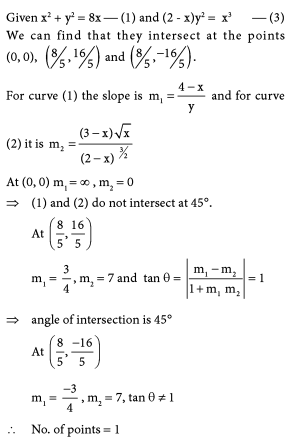 Given x² + y² = 8x — (1) and (2 - x)y² = x³ — (3)
We can find that they intersect at the points
(0, 0), (8/5, 16/5) and (8/5, -16/5).
For curve (1) the slope is m₁ = (4 - x)/y and for curve
(2) it is m₂ = (3 - x)√x / (2 - x)^(3/2)
At (0, 0) m₁ = ∞ , m₂ = 0
⇒ (1) and (2) do not intersect at 45°.
At (8/5, 16/5)
m₁ = 3/4, m₂ = 7 and tan θ = |(m₁ - m₂)/(1 + m₁ m₂)| = 1
⇒ angle of intersection is 45°
At (8/5, -16/5)
m₁ = -3/4, m₂ = 7, tan θ ≠ 1
∴ No. of points = 1